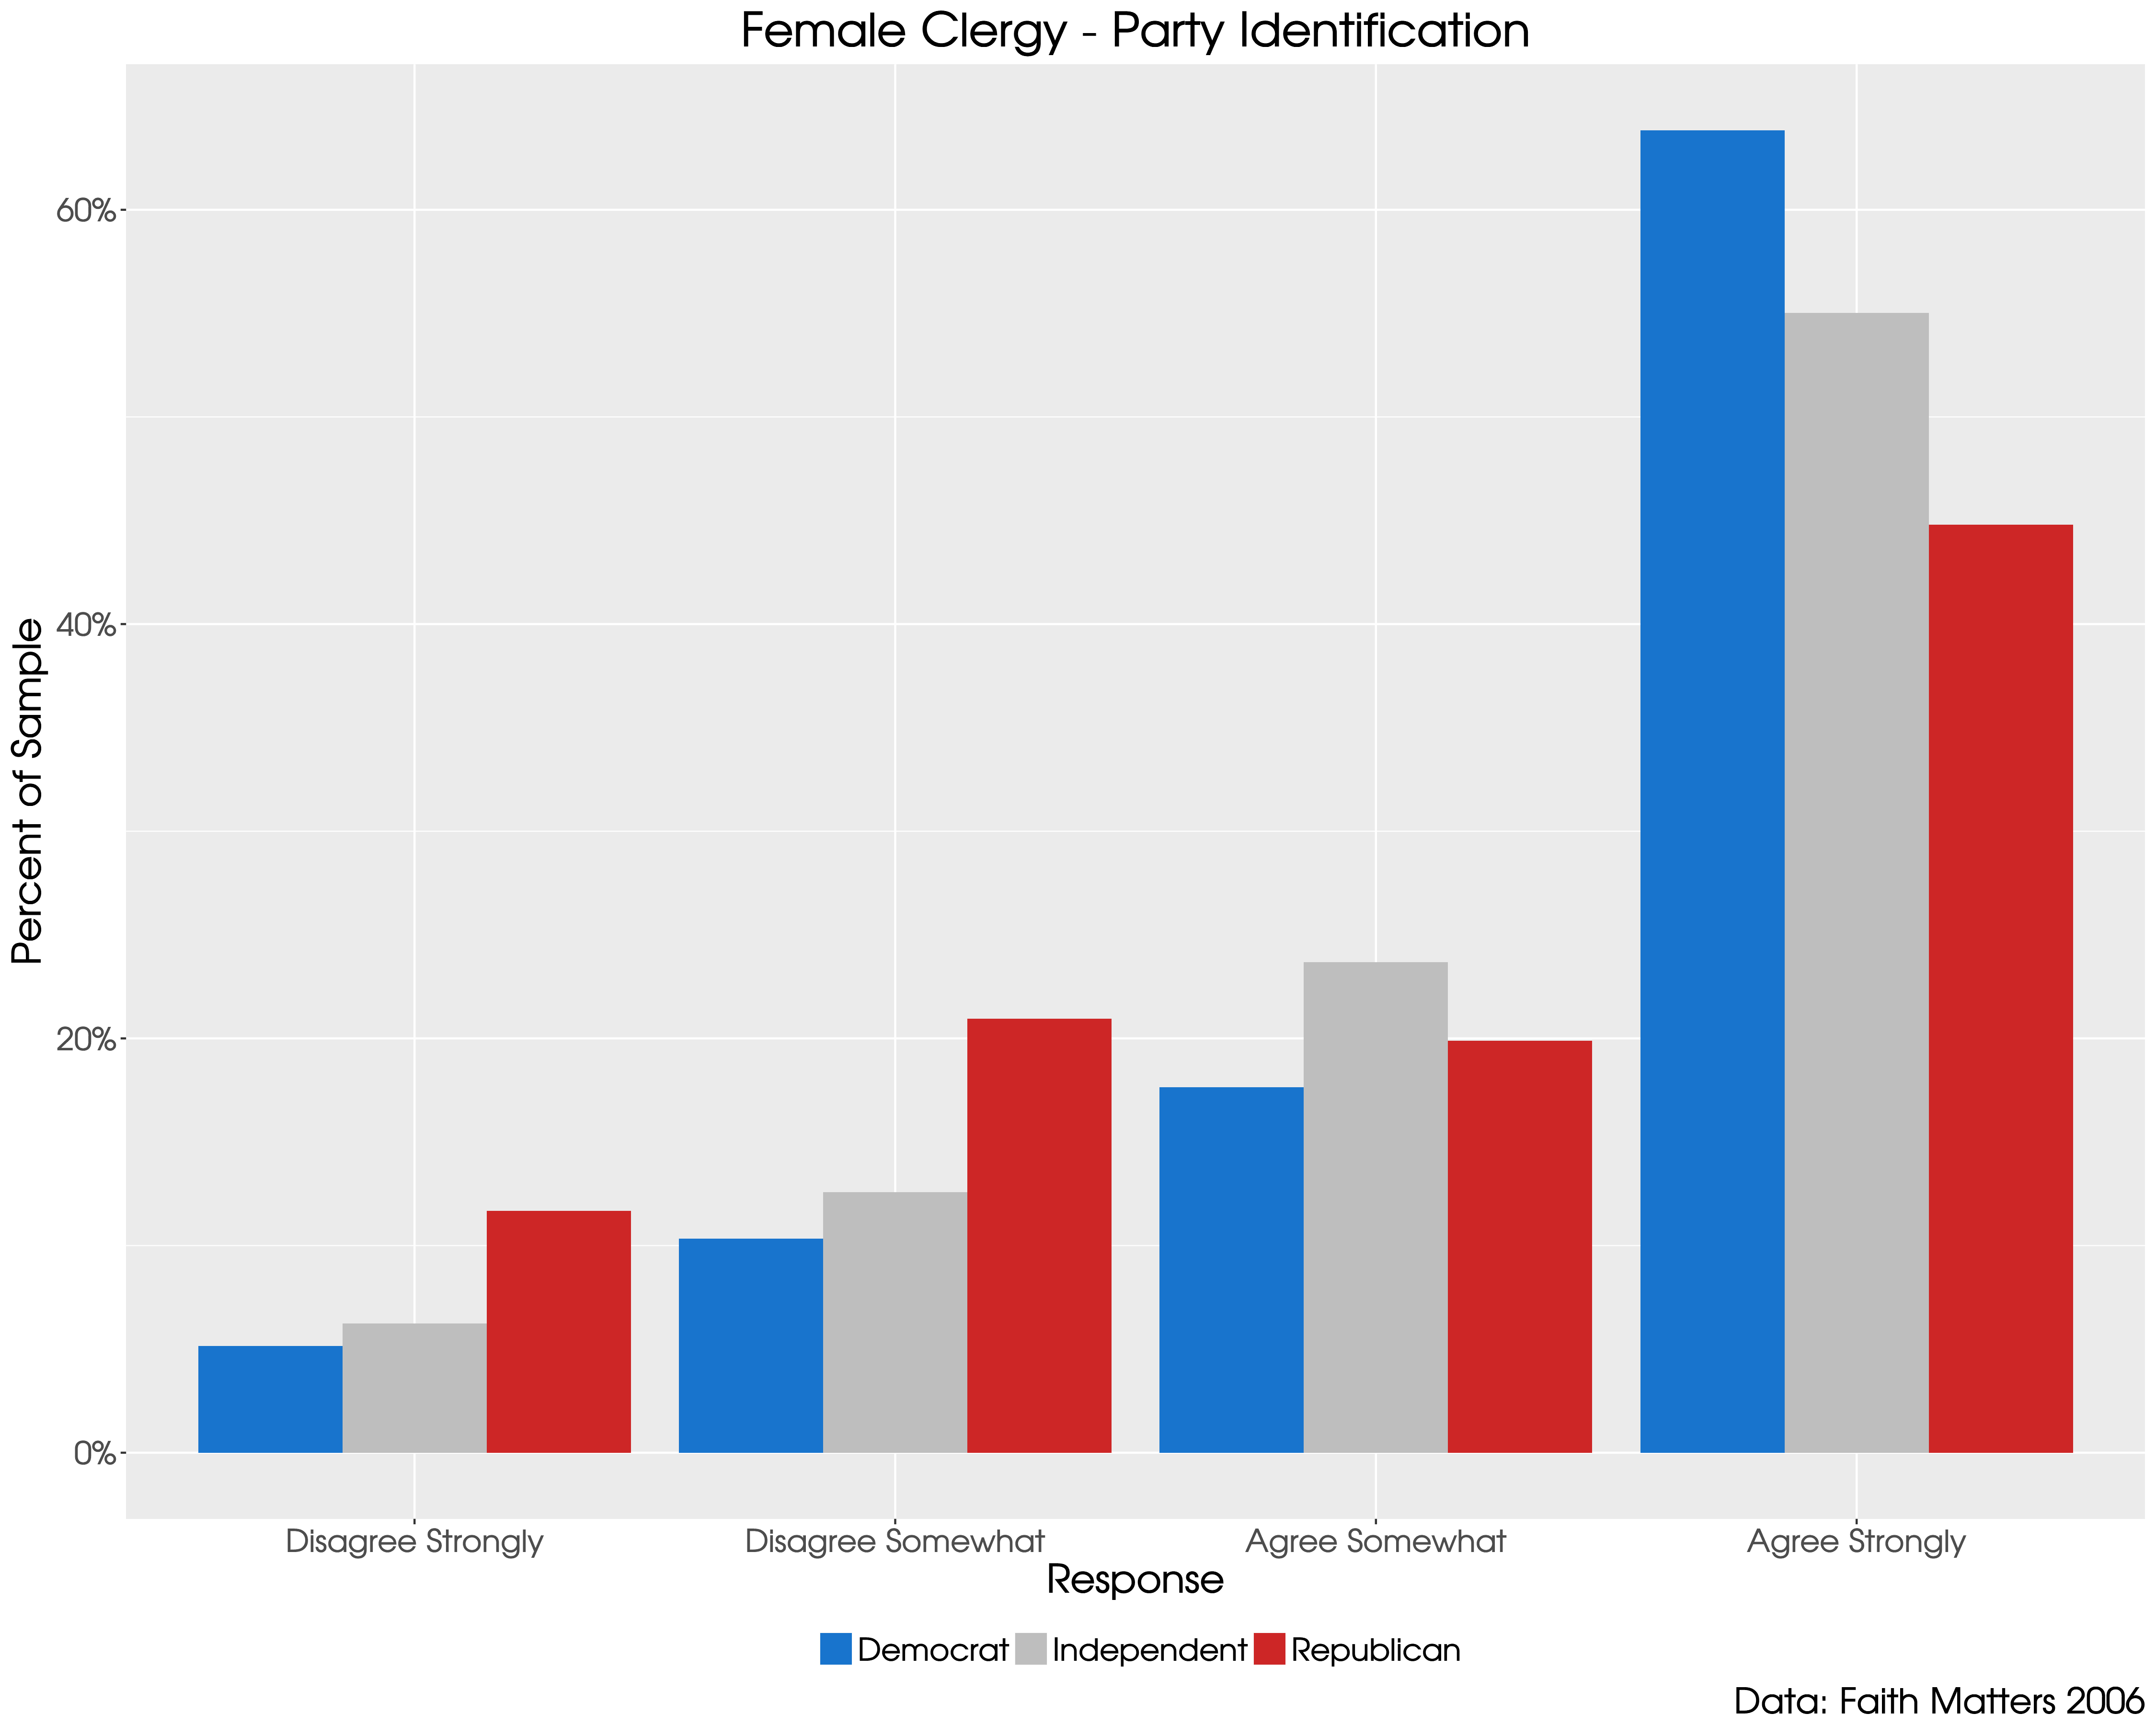 Female Clergy - Party Identification
Percent of Sample
60%
40%
20%
0%
Disagree Strongly Disagree Somewhat Agree Somewhat Agree Strongly
Response
Democrat Independent Republican
Data: Faith Matters 2006